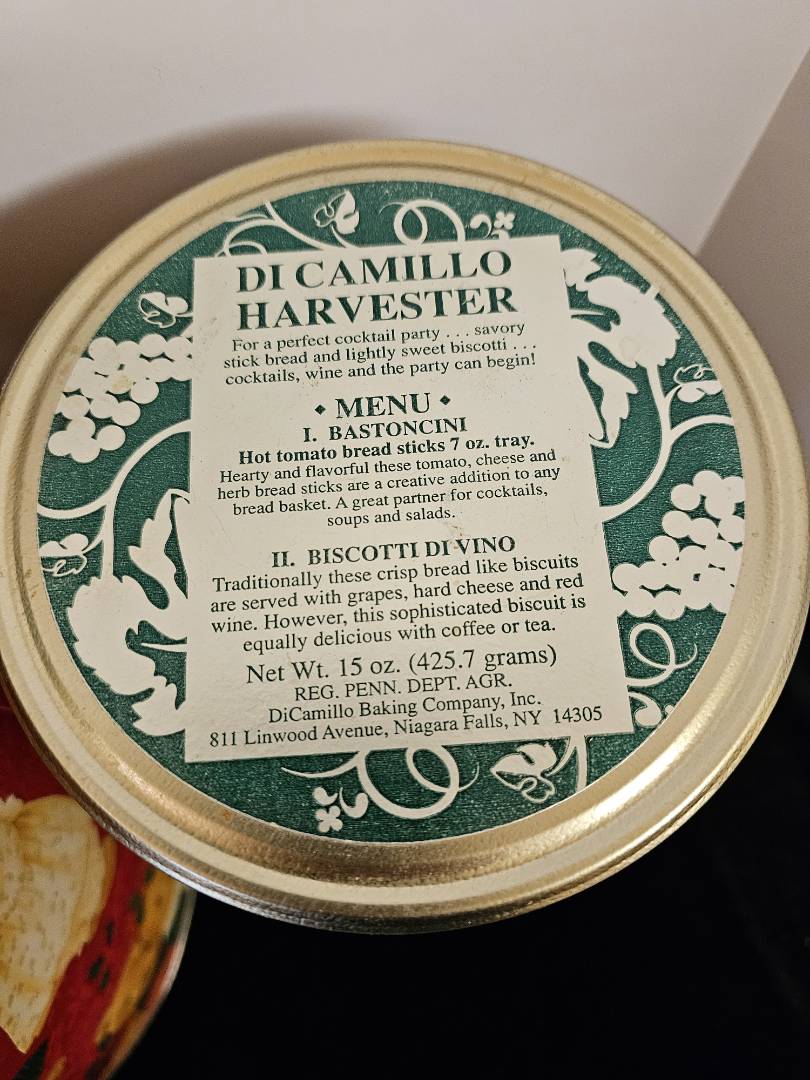 DI CAMILLO
HARVESTER
For a perfect cocktail party . . . savory
stick bread and lightly sweet biscotti . . .
cocktails, wine and the party can begin!
◆ MENU ◆
I. BASTONCINI
Hot tomato bread sticks 7 oz. tray.
Hearty and flavorful these tomato, cheese and
herb bread sticks are a creative addition to any
bread basket. A great partner for cocktails,
soups and salads.
II. BISCOTTI DI VINO
Traditionally these crisp bread like biscuits
are served with grapes, hard cheese and red
wine. However, this sophisticated biscuit is
equally delicious with coffee or tea.
Net Wt. 15 oz. (425.7 grams)
REG. PENN. DEPT. AGR.
DiCamillo Baking Company, Inc.
811 Linwood Avenue, Niagara Falls, NY 14305